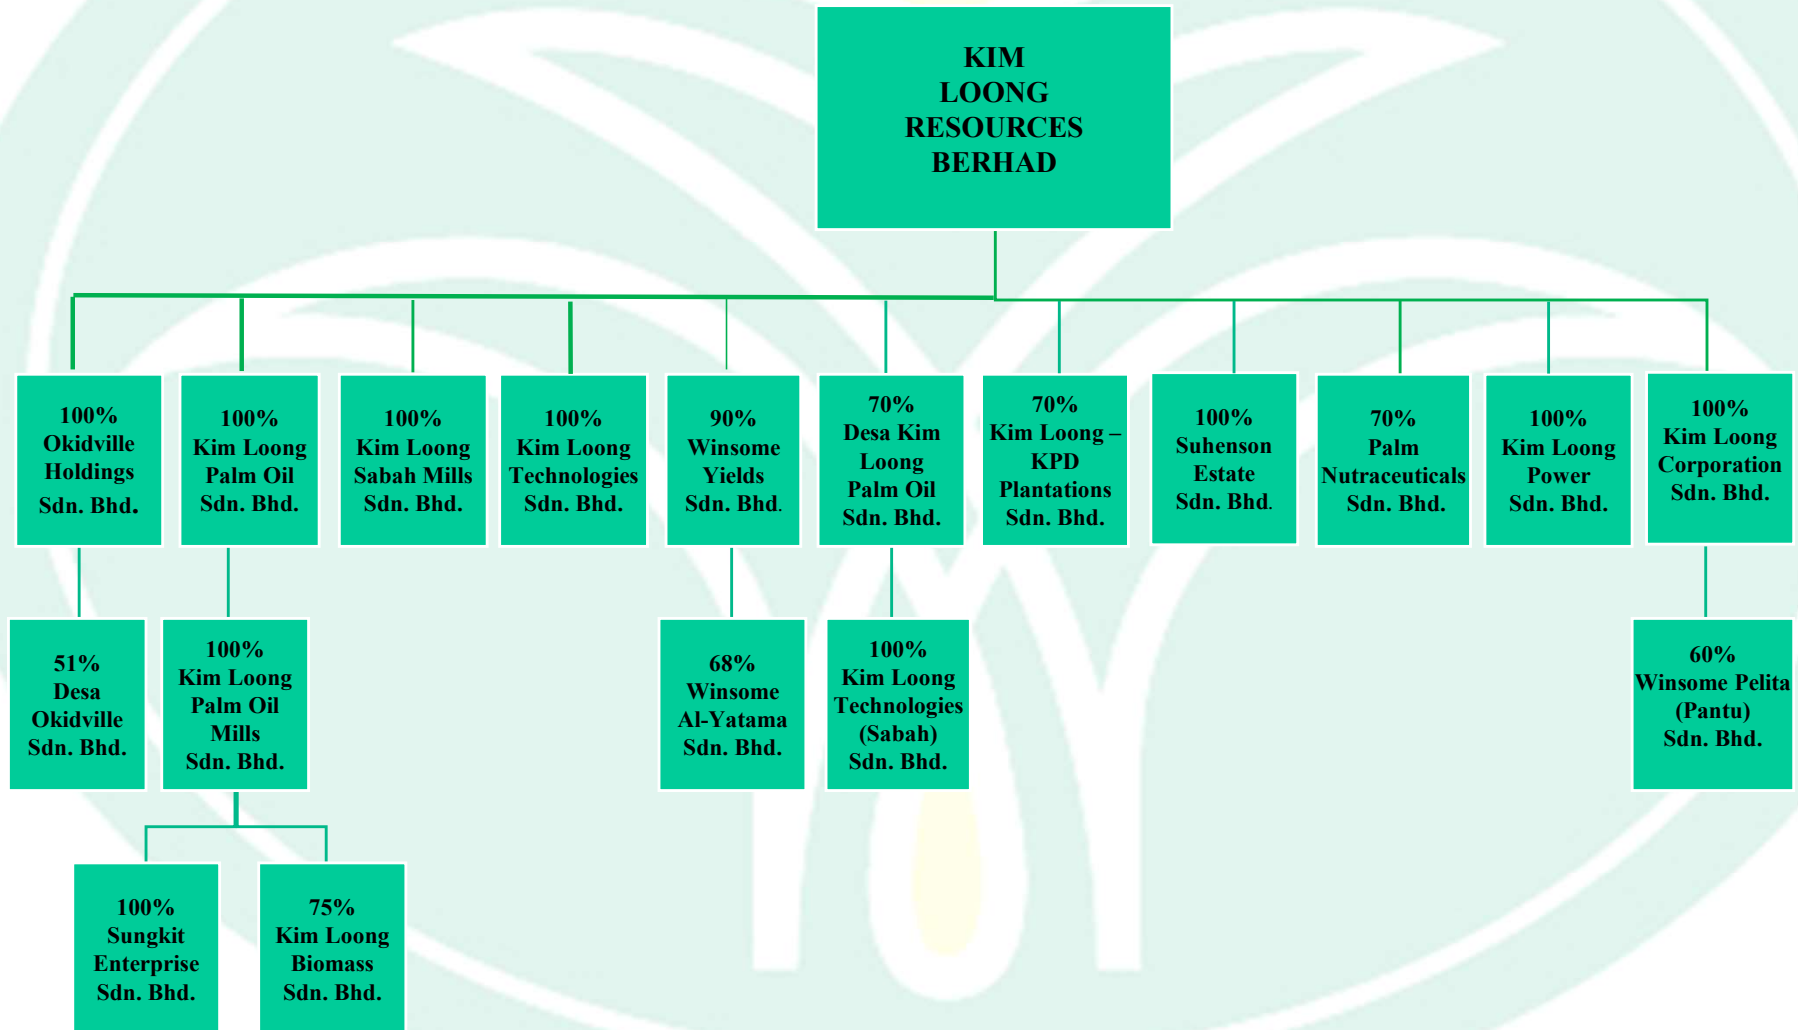 KIM
LOONG
RESOURCES
BERHAD
100%
Okidville
Holdings
Sdn. Bhd.
100%
Kim Loong
Palm Oil
Sdn. Bhd.
100%
Kim Loong
Sabah Mills
Sdn. Bhd.
100%
Kim Loong
Technologies
Sdn. Bhd.
90%
Winsome
Yields
Sdn. Bhd.
70%
Desa Kim
Loong
Palm Oil
Sdn. Bhd.
70%
Kim Loong –
KPD
Plantations
Sdn. Bhd.
100%
Suhenson
Estate
Sdn. Bhd.
70%
Palm
Nutraceuticals
Sdn. Bhd.
100%
Kim Loong
Power
Sdn. Bhd.
100%
Kim Loong
Corporation
Sdn. Bhd.
51%
Desa
Okidville
Sdn. Bhd.
100%
Kim Loong
Palm Oil
Mills
Sdn. Bhd.
68%
Winsome
Al-Yatama
Sdn. Bhd.
100%
Kim Loong
Technologies
(Sabah)
Sdn. Bhd.
60%
Winsome Pelita
(Pantu)
Sdn. Bhd.
100%
Sungkit
Enterprise
Sdn. Bhd.
75%
Kim Loong
Biomass
Sdn. Bhd.